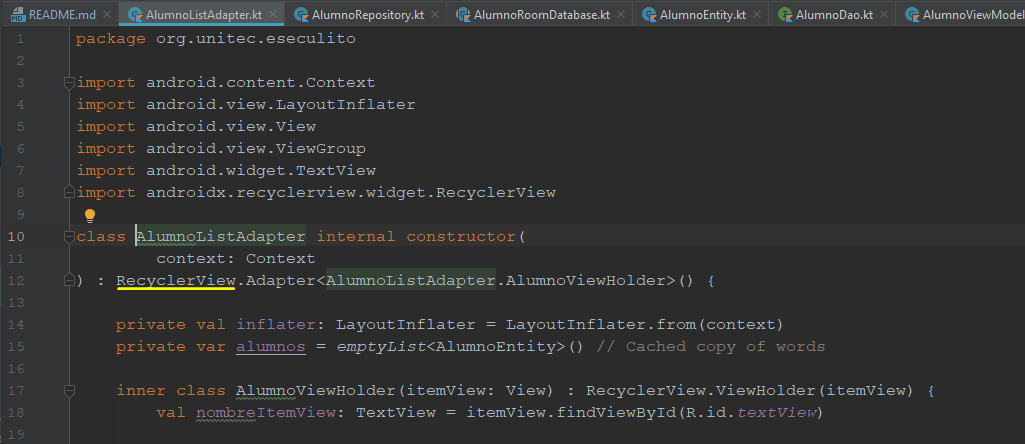 README.md AlumnoListAdapter.kt AlumnoRepository.kt AlumnoRoomDatabase.kt AlumnoEntity.kt AlumnoDao.kt AlumnoViewModel
1 package org.unitec.eseculito
2
3 import android.content.Context
4 import android.view.LayoutInflater
5 import android.view.View
6 import android.view.ViewGroup
7 import android.widget.TextView
8 import androidx.recyclerview.widget.RecyclerView
9
10 class AlumnoListAdapter internal constructor(
11 context: Context
12 ) : RecyclerView.Adapter<AlumnoListAdapter.AlumnoViewHolder>() {
13
14 private val inflater: LayoutInflater = LayoutInflater.from(context)
15 private var alumnos = emptyList<AlumnoEntity>() // Cached copy of words
16
17 inner class AlumnoViewHolder(itemView: View) : RecyclerView.ViewHolder(itemView) {
18 val nombreItemView: TextView = itemView.findViewById(R.id.textView)
19